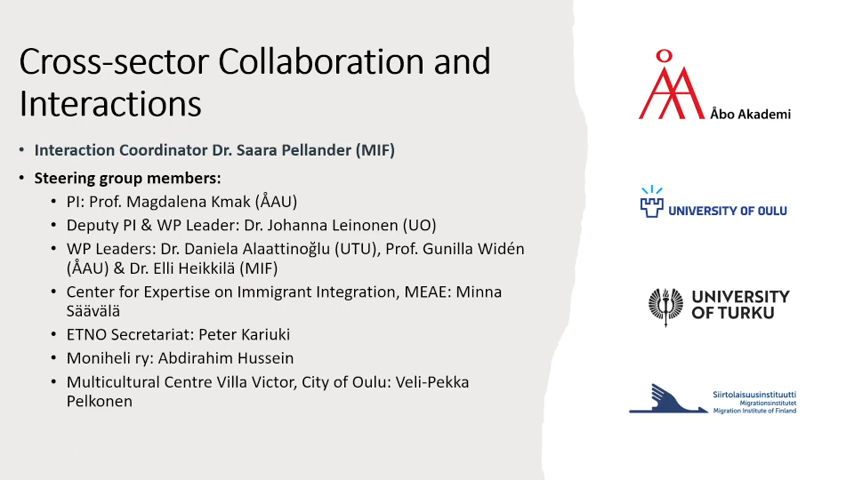 Cross-sector Collaboration and
Interactions
• Interaction Coordinator Dr. Saara Pellander (MIF)
• Steering group members:
• PI: Prof. Magdalena Kmak (ÅAU)
• Deputy PI & WP Leader: Dr. Johanna Leinonen (UO)
• WP Leaders: Dr. Daniela Alaattinoğlu (UTU), Prof. Gunilla Widén
(ÅAU) & Dr. Elli Heikkilä (MIF)
• Center for Expertise on Immigrant Integration, MEAE: Minna
Säävälä
• ETNO Secretariat: Peter Kariuki
• Moniheli ry: Abdirahim Hussein
• Multicultural Centre Villa Victor, City of Oulu: Veli-Pekka
Pelkonen
Åbo Akademi
UNIVERSITY OF OULU
UNIVERSITY
OF TURKU
Siirtolaisuusinstituutti
Migrationsinstitutet
Migration Institute of Finland